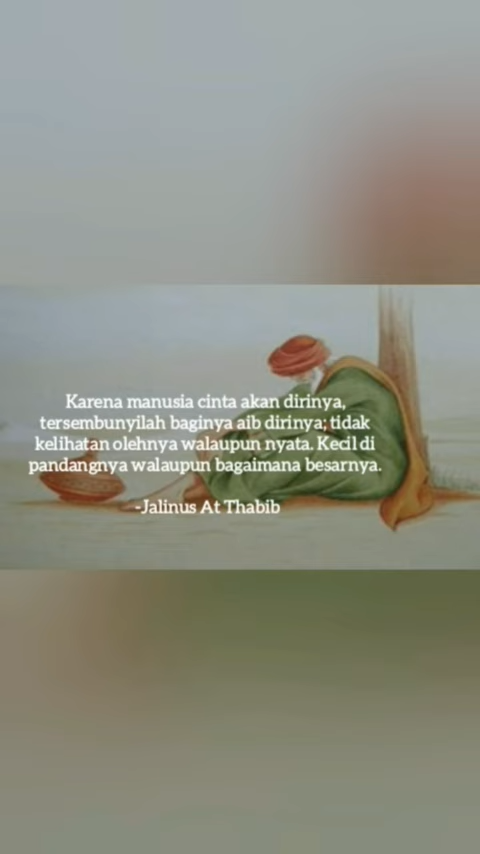 Karena manusia cinta akan dirinya,
tersembunyilah baginya aib dirinya; tidak
kelihatan olehnya walaupun nyata. Kecil di
pandangnya walaupun bagaimana besarnya.
-Jalinus At Thabib